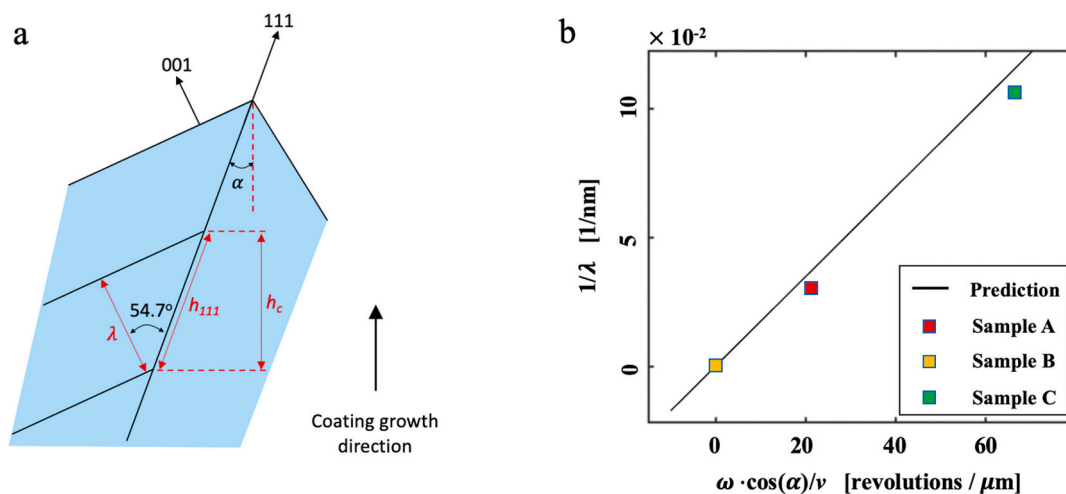 a
111
001
α
54.7°
λ
h111
hc
Coating growth
direction
b
× 10-2
10
5
0
1/λ [1/nm]
0
20
40
60
ω ·cos(α)/v [revolutions / μm]
Prediction
Sample A
Sample B
Sample C